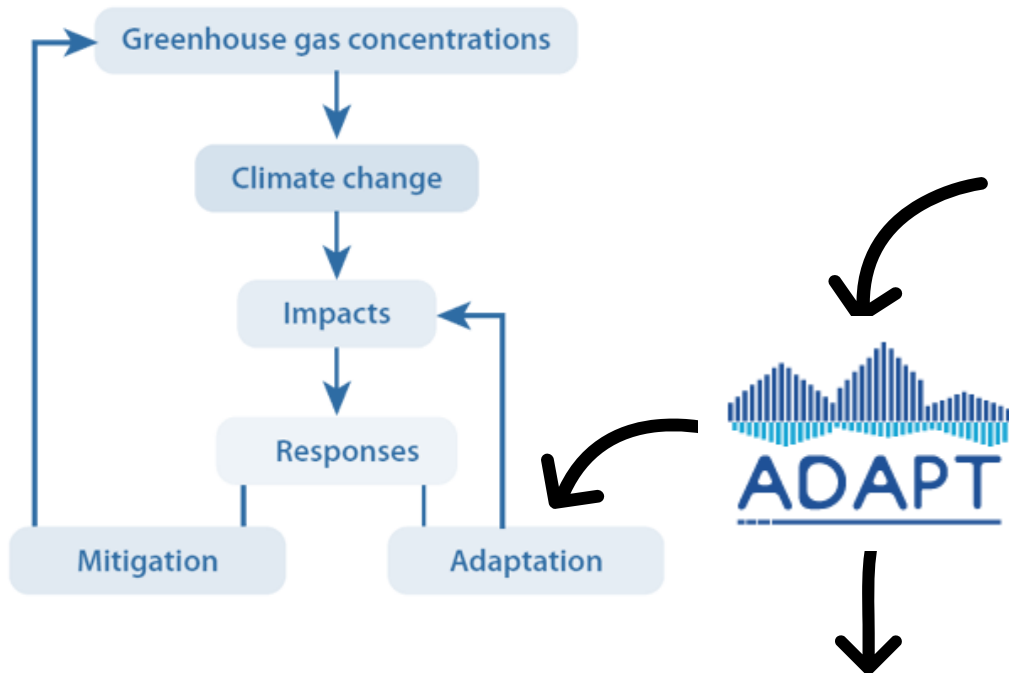 Greenhouse gas concentrations
Climate change
Impacts
Responses
Mitigation
Adaptation
ADAPT